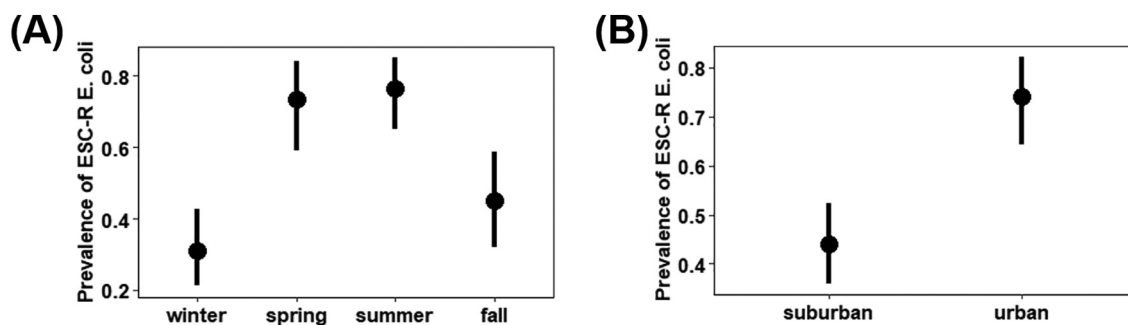 (A)
Prevalence of ESC-R E. coli
0.8
0.6
0.4
0.2
winter spring summer fall
(B)
Prevalence of ESC-R E. coli
0.8
0.7
0.6
0.5
0.4
suburban urban